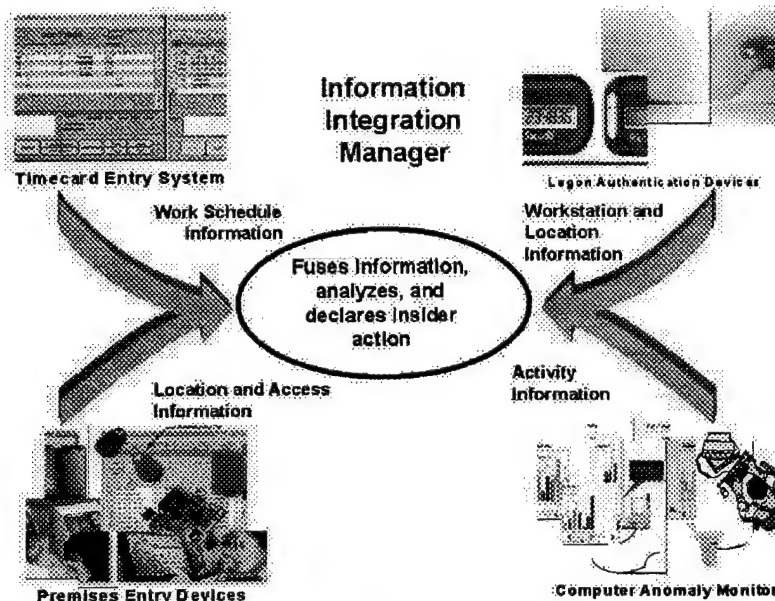 Information
Integration
Manager
Timecard Entry System
Logon Authentication Devices
Work Schedule
Information
Workstation and
Location
Information
Fuses Information,
analyzes, and
declares insider
action
Location and Access
Information
Activity
Information
Premises Entry Devices
Computer Anomaly Monitor